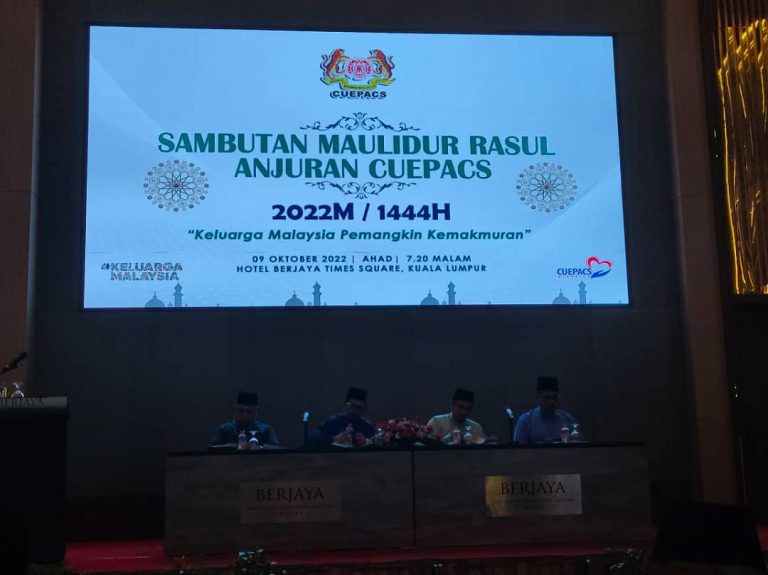 CUEPACS
SAMBUTAN MAULIDUR RASUL
ANJURAN CUEPACS
2022M / 1444H
"Keluarga Malaysia Pemangkin Kemakmuran"
09 OKTOBER 2022 | AHAD | 7.20 MALAM
HOTEL BERJAYA TIMES SQUARE, KUALA LUMPUR
#KELUARGA
MALAYSIA
CUEPACS
BERJAYA
BERJAYA
BERJAYA